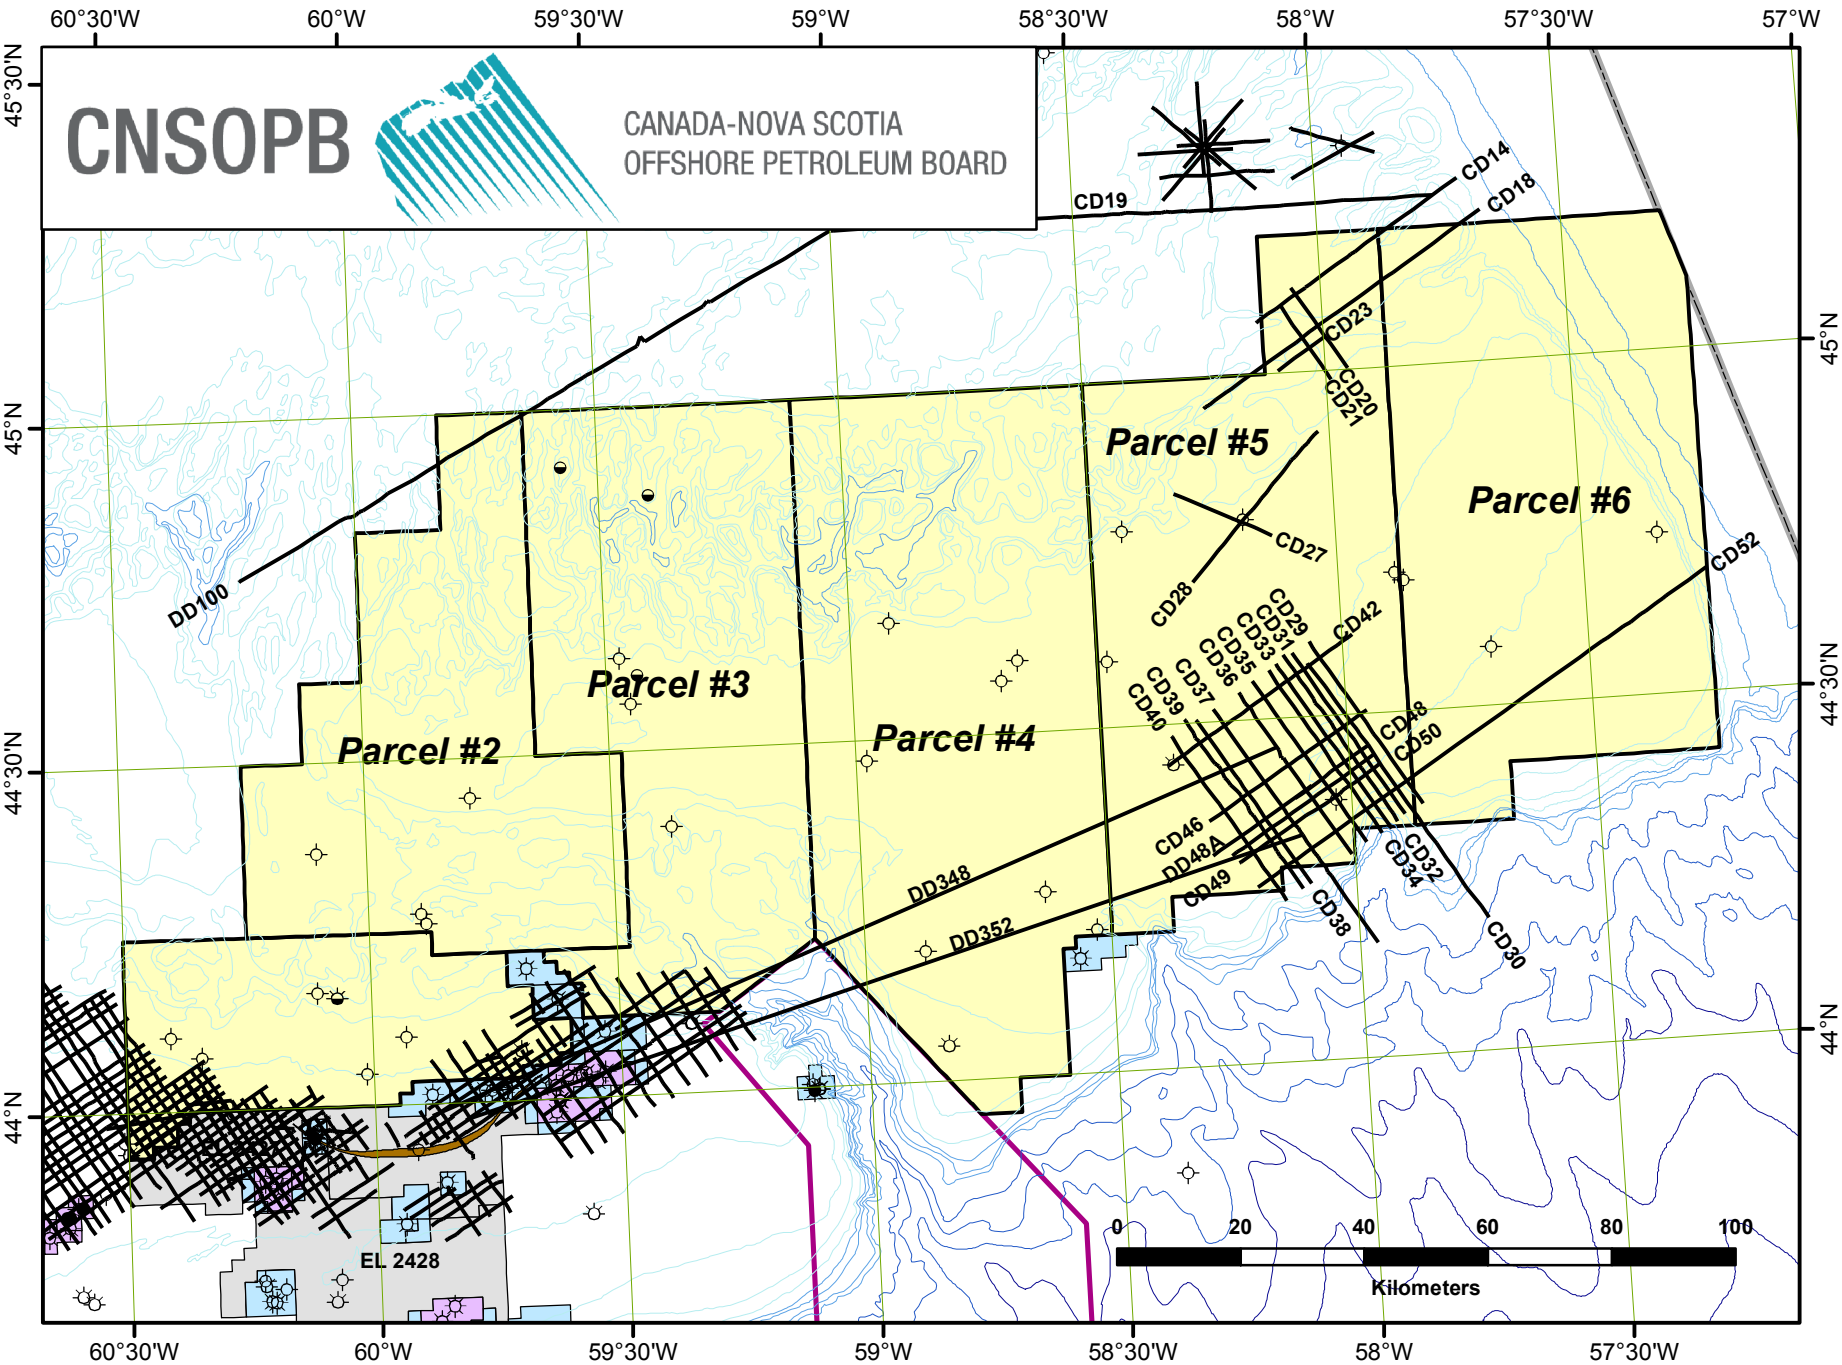 60°30'W 60°W 59°30'W 59°W 58°30'W 58°W 57°30'W 57°W
45°30'N
45°N
44°30'N
44°N
45°N
44°30'N
44°N
CNSOPB
CANADA-NOVA SCOTIA
OFFSHORE PETROLEUM BOARD
CD14
CD18
CD19
CD23
CD20
CD21
Parcel #5
Parcel #6
CD27
CD28
CD52
DD100
CD29
CD31
CD33
CD35
CD36
CD37
CD39
CD40
CD42
Parcel #3
Parcel #2
Parcel #4
CD48
CD50
CD46
DD48A
CD49
CD32
CD34
CD38
CD30
DD348
DD352
EL 2428
0 20 40 60 80 100
Kilometers
60°30'W 60°W 59°30'W 59°W 58°30'W 58°W 57°30'W